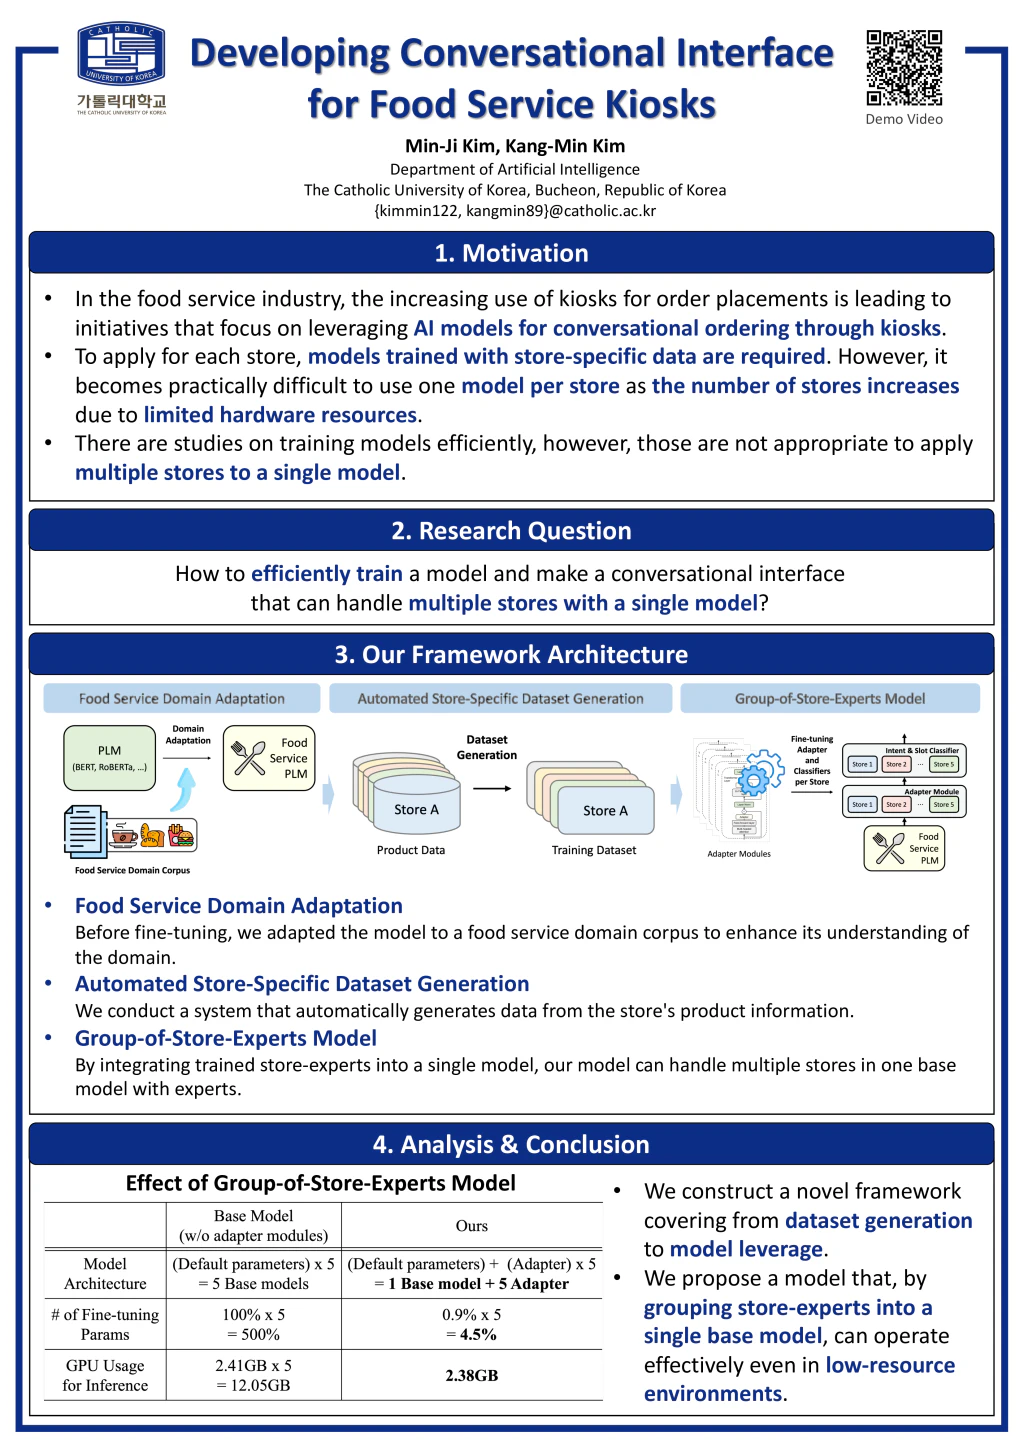 CATHOLIC
UNIVERSITY OF KOREA
가톨릭대학교
THE CATHOLIC UNIVERSITY OF KOREA
Developing Conversational Interface
for Food Service Kiosks
Demo Video
Min-Ji Kim, Kang-Min Kim
Department of Artificial Intelligence
The Catholic University of Korea, Bucheon, Republic of Korea
{kimmin122, kangmin89}@catholic.ac.kr
1. Motivation
• In the food service industry, the increasing use of kiosks for order placements is leading to
initiatives that focus on leveraging AI models for conversational ordering through kiosks.
• To apply for each store, models trained with store-specific data are required. However, it
becomes practically difficult to use one model per store as the number of stores increases
due to limited hardware resources.
• There are studies on training models efficiently, however, those are not appropriate to apply
multiple stores to a single model.
2. Research Question
How to efficiently train a model and make a conversational interface
that can handle multiple stores with a single model?
3. Our Framework Architecture
Food Service Domain Adaptation
PLM
(BERT, RoBERTa, ...)
Domain
Adaptation
Food
Service
PLM
Food Service Domain Corpus
Automated Store-Specific Dataset Generation
Store A
Product Data
Dataset
Generation
Store A
Training Dataset
Group-of-Store-Experts Model
Adapter Modules
Fine-tuning
Adapter
and
Classifiers
per Store
Intent & Slot Classifier
Store 1 Store 2 ... Store 5
Adapter Module
Store 1 Store 2 ... Store 5
Food
Service
PLM
• Food Service Domain Adaptation
Before fine-tuning, we adapted the model to a food service domain corpus to enhance its understanding of
the domain.
• Automated Store-Specific Dataset Generation
We conduct a system that automatically generates data from the store's product information.
• Group-of-Store-Experts Model
By integrating trained store-experts into a single model, our model can handle multiple stores in one base
model with experts.
4. Analysis & Conclusion
Effect of Group-of-Store-Experts Model
Base Model
(w/o adapter modules)
Ours
Model
Architecture
(Default parameters) x 5
= 5 Base models
(Default parameters) + (Adapter) x 5
= 1 Base model + 5 Adapter
# of Fine-tuning
Params
100% x 5
= 500%
0.9% x 5
= 4.5%
GPU Usage
for Inference
2.41GB x 5
= 12.05GB
2.38GB
• We construct a novel framework
covering from dataset generation
to model leverage.
• We propose a model that, by
grouping store-experts into a
single base model, can operate
effectively even in low-resource
environments.